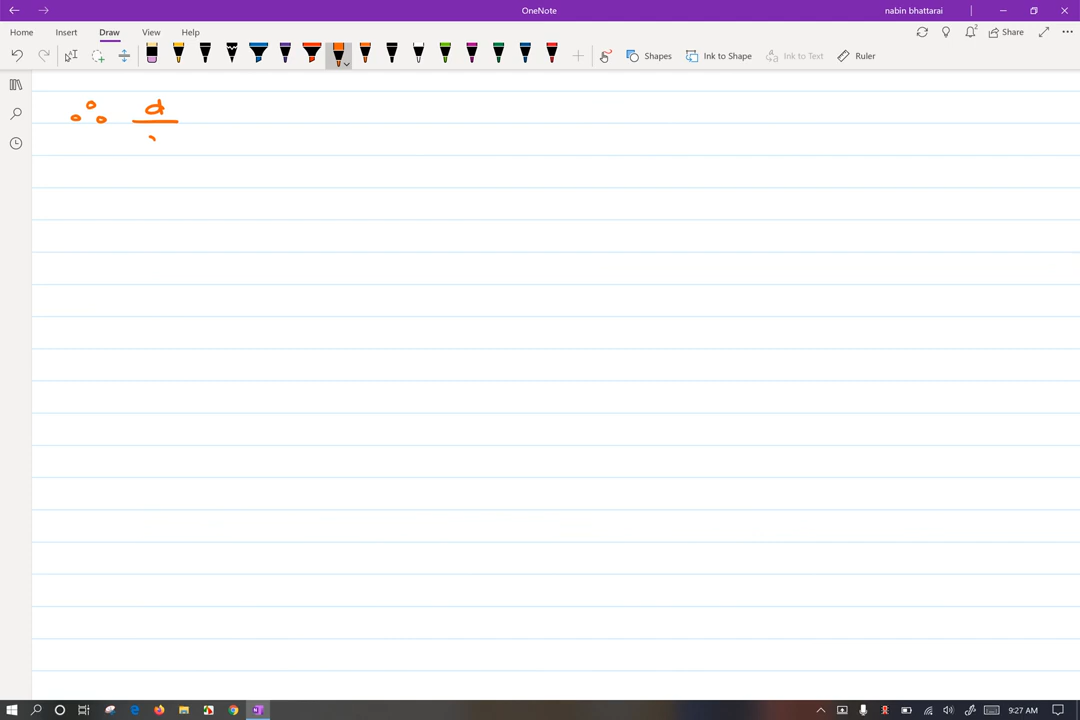 OneNote
nabin bhattarai
Home Insert Draw View Help
2
Share
Shapes Ink to Shape Ink to Text Ruler
∴ d
9:27 AM